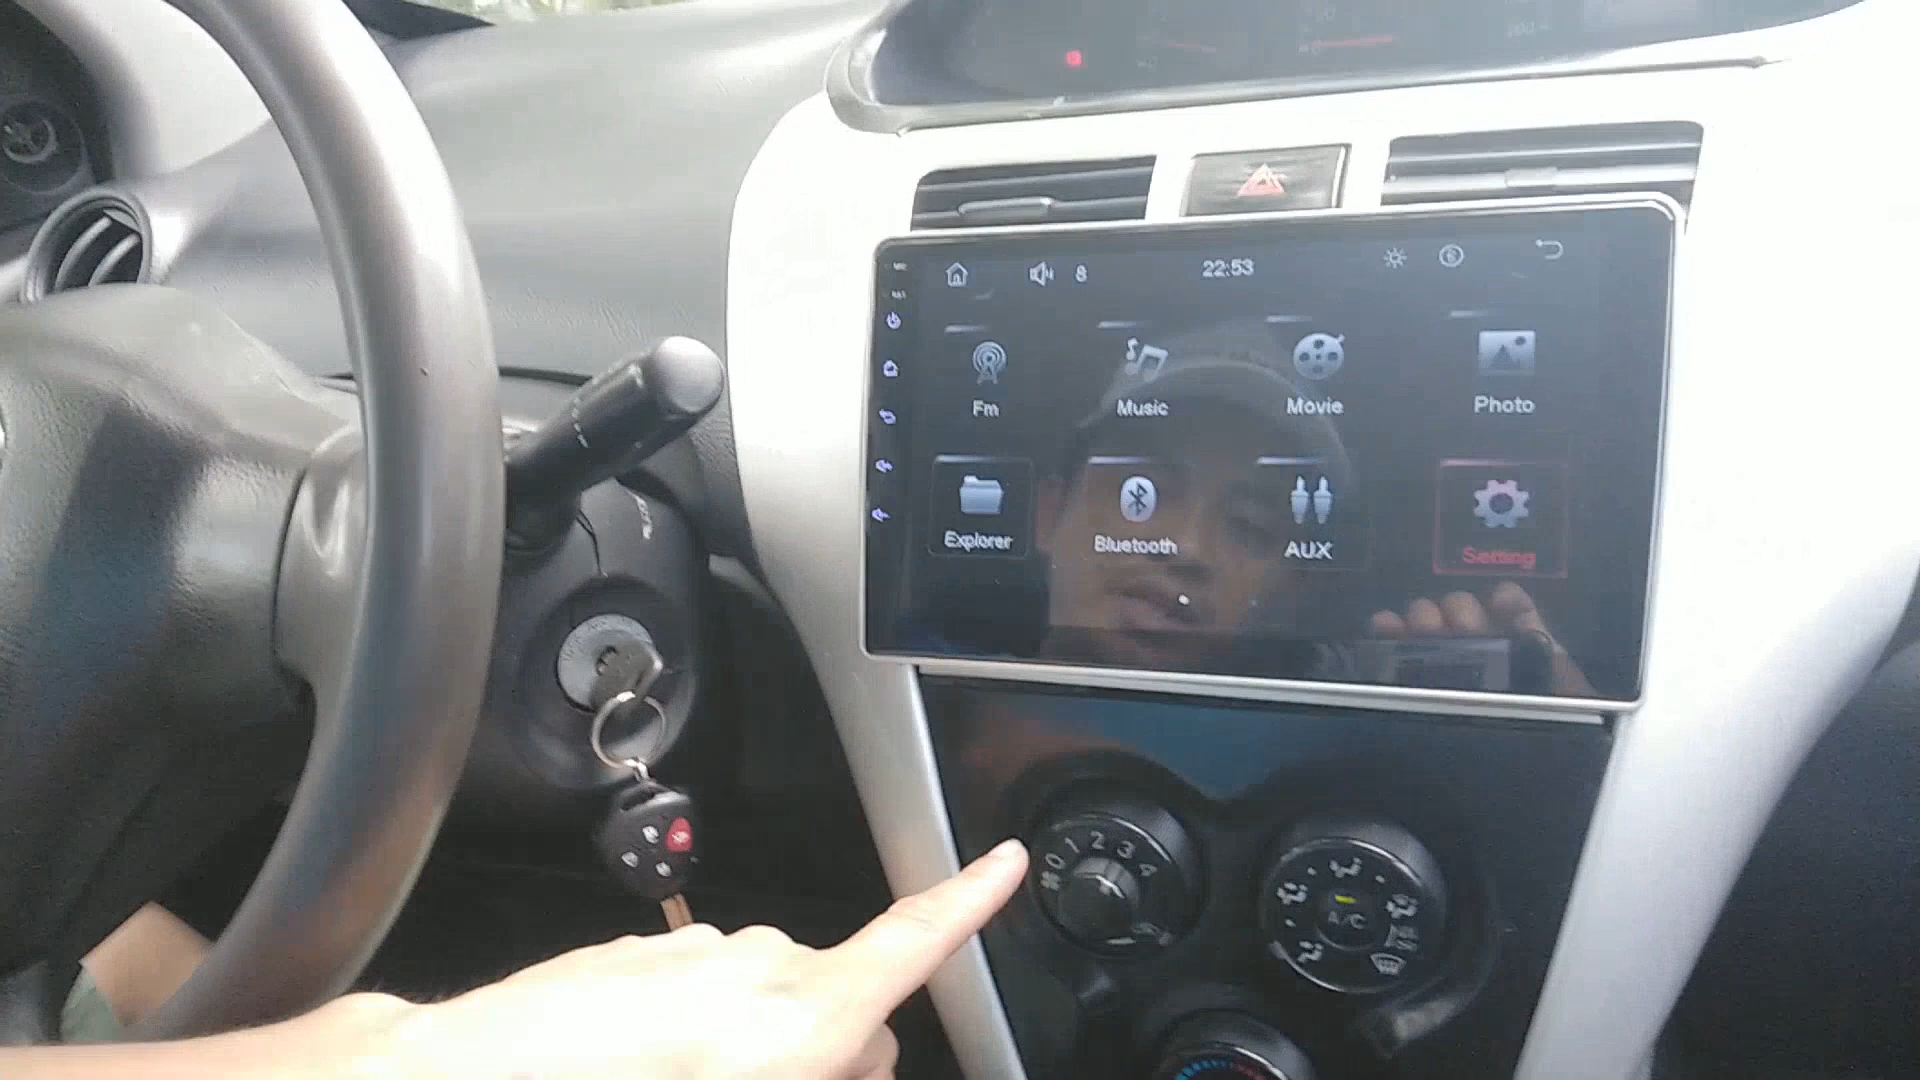 8 22:53
Fm Music Movie Photo
Explorer Bluetooth AUX Setting
0 1 2 3 4
A/C